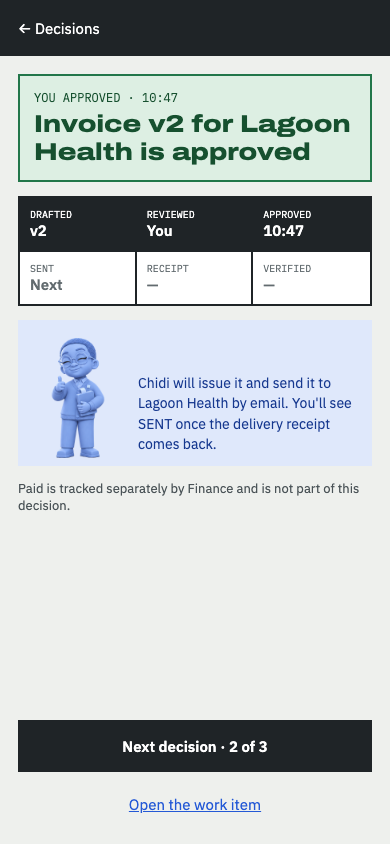 ← Decisions
YOU APPROVED · 10:47
Invoice v2 for Lagoon
Health is approved
DRAFTED REVIEWED APPROVED
v2 You 10:47
SENT RECEIPT VERIFIED
Next — —
Chidi will issue it and send it to
Lagoon Health by email. You'll see
SENT once the delivery receipt
comes back.
Paid is tracked separately by Finance and is not part of this
decision.
Next decision · 2 of 3
Open the work item